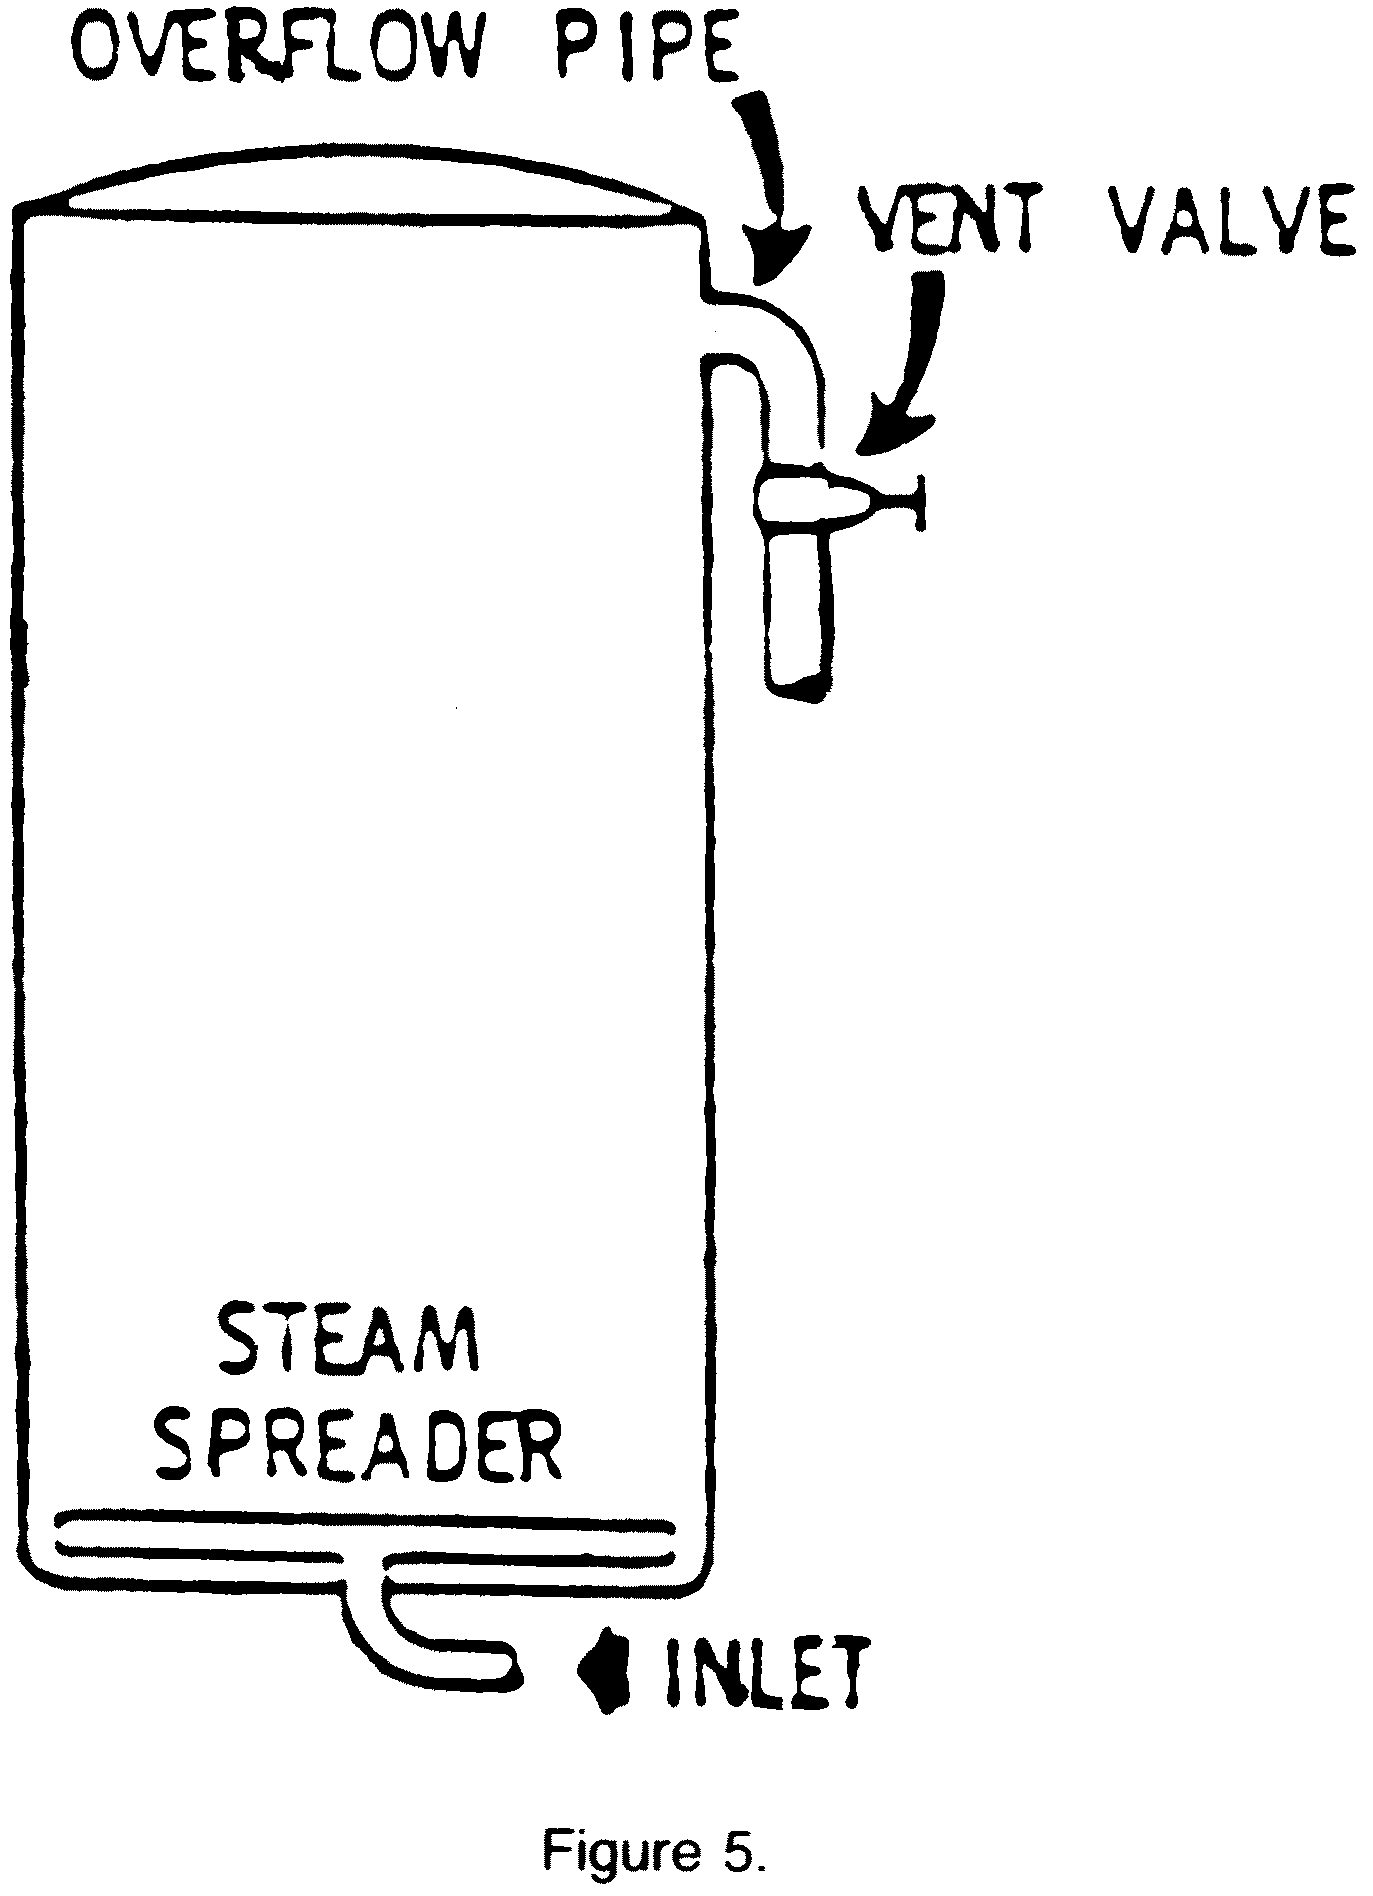 OVERFLOW PIPE
VENT VALVE
STEAM
SPREADER
INLET
Figure 5.